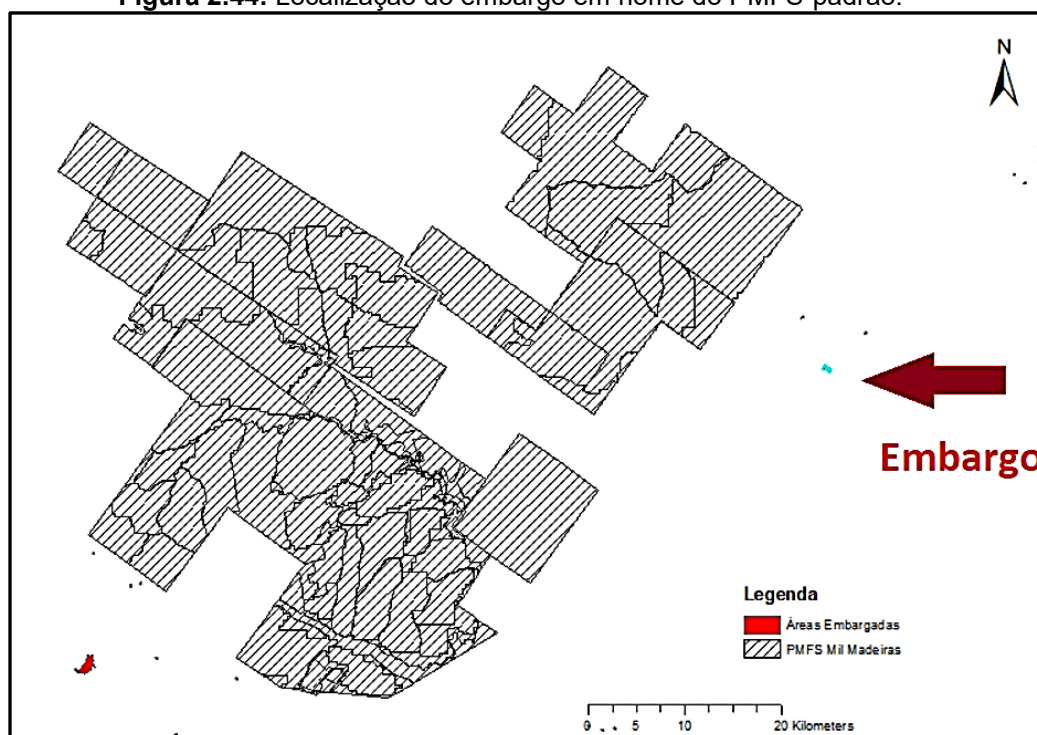 Figura 2.44: Localização do embargo em nome do PMFS padrão.
N
Embargo
Legenda
Áreas Embargadas
PMFS Mil Madeiras
0 5 10 20 Kilometers